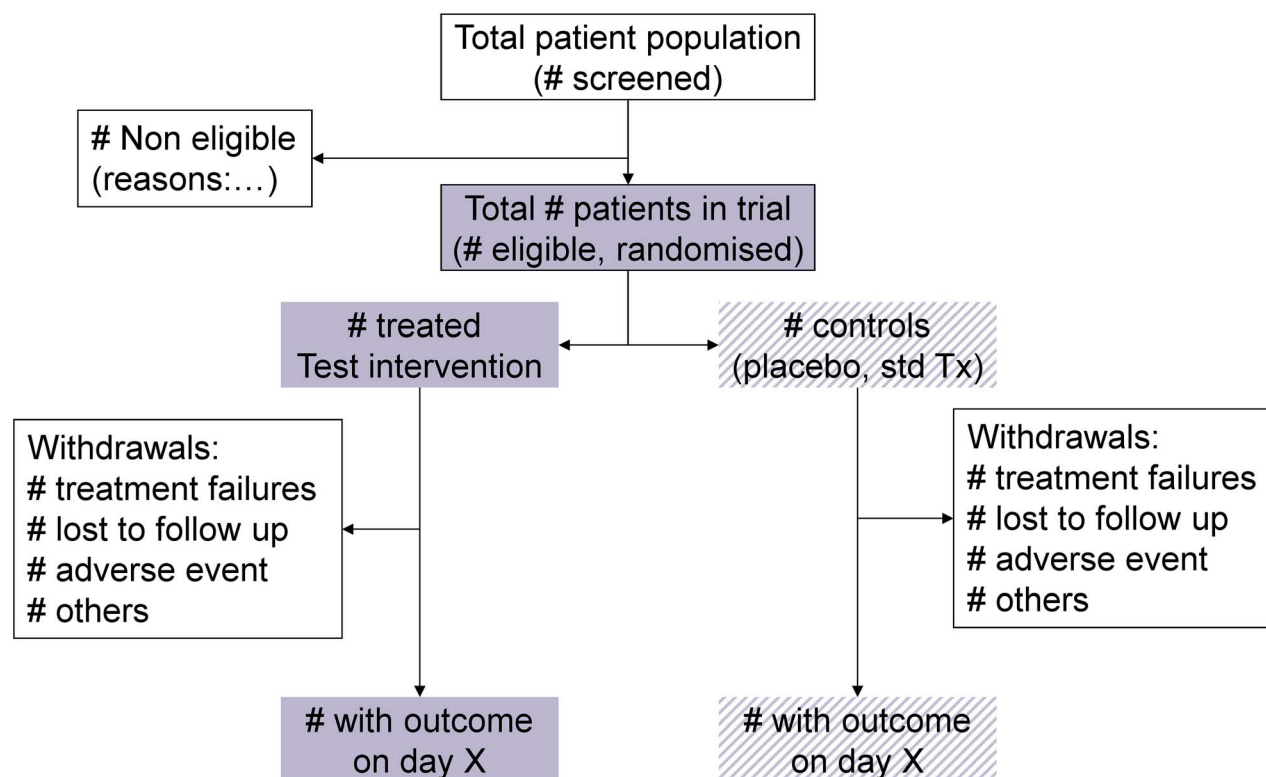 Total patient population
(# screened)
# Non eligible
(reasons:…)
Total # patients in trial
(# eligible, randomised)
# treated
Test intervention
# controls
(placebo, std Tx)
Withdrawals:
# treatment failures
# lost to follow up
# adverse event
# others
Withdrawals:
# treatment failures
# lost to follow up
# adverse event
# others
# with outcome
on day X
# with outcome
on day X